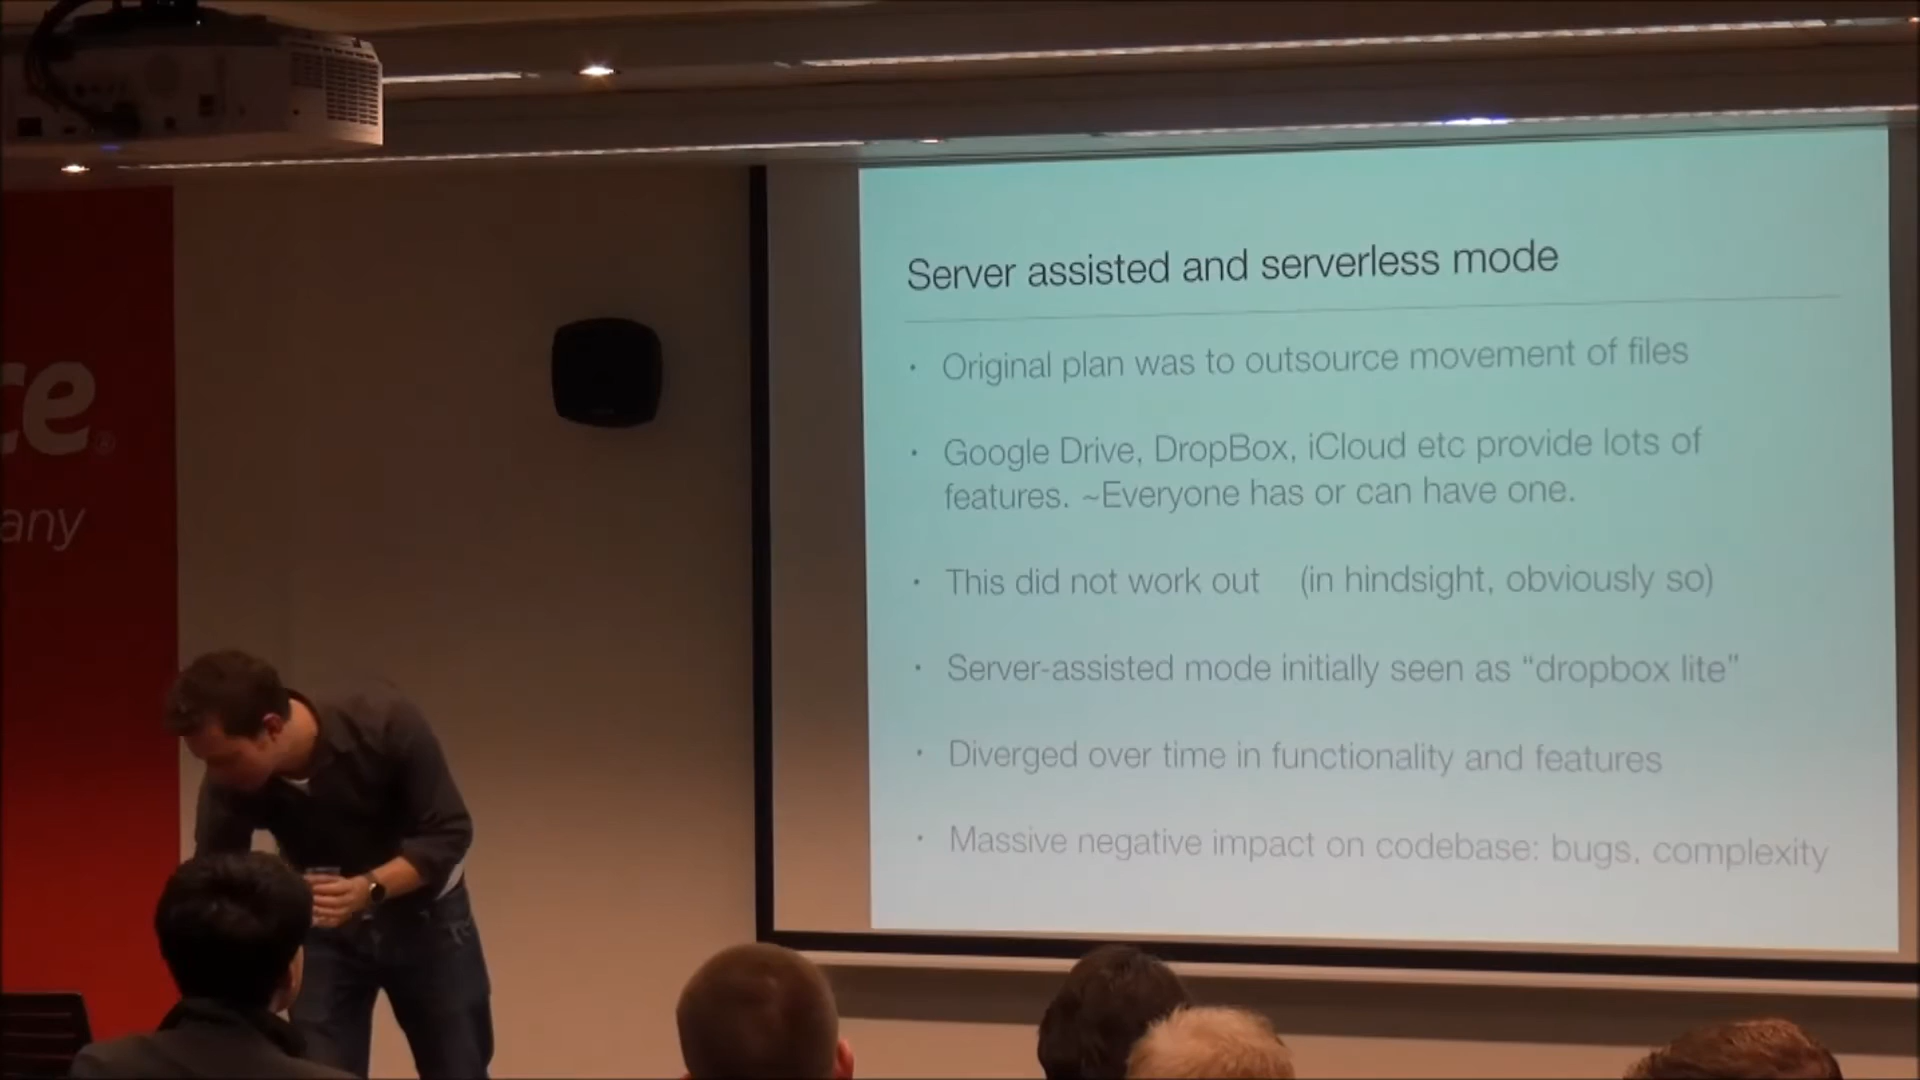 ce®
any
Server assisted and serverless mode
• Original plan was to outsource movement of files
• Google Drive, DropBox, iCloud etc provide lots of
features. ~Everyone has or can have one.
• This did not work out (in hindsight, obviously so)
• Server-assisted mode initially seen as “dropbox lite”
• Diverged over time in functionality and features
• Massive negative impact on codebase: bugs, complexity